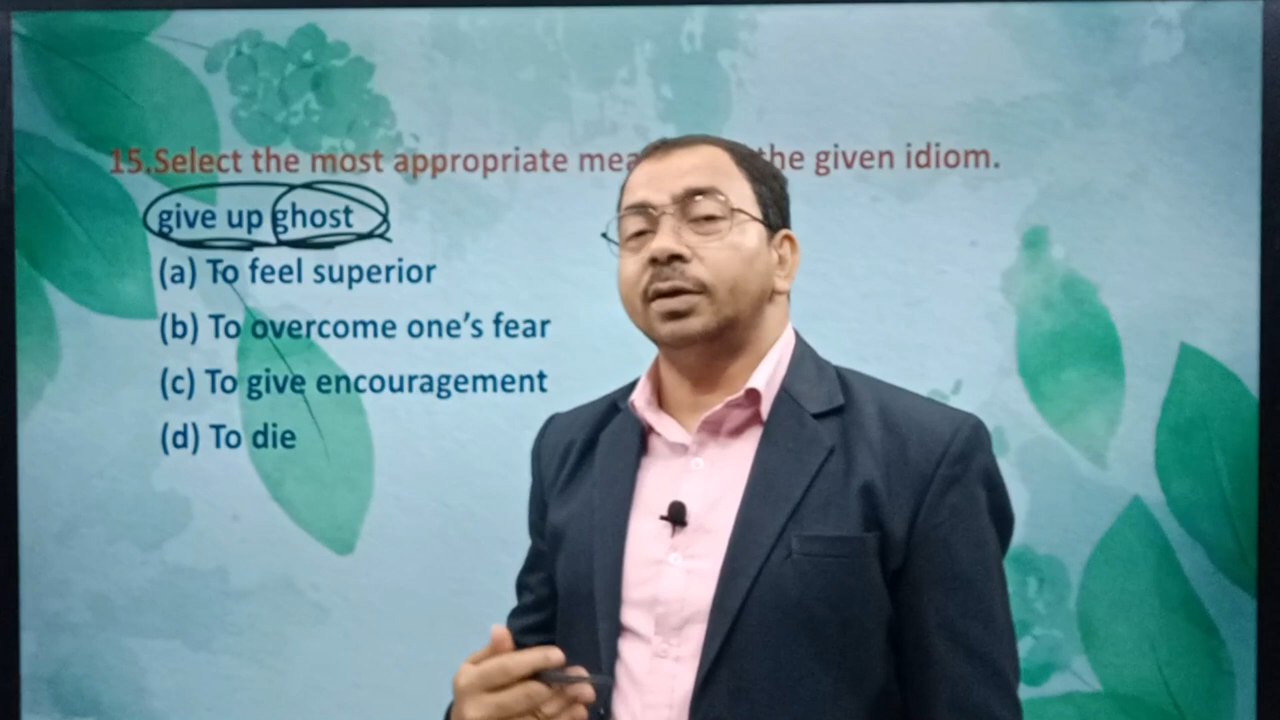 15.Select the most appropriate the given idiom.
give up ghost
(a) To feel superior
(b) To overcome one's fear
(c) To give encouragement
(d) To die